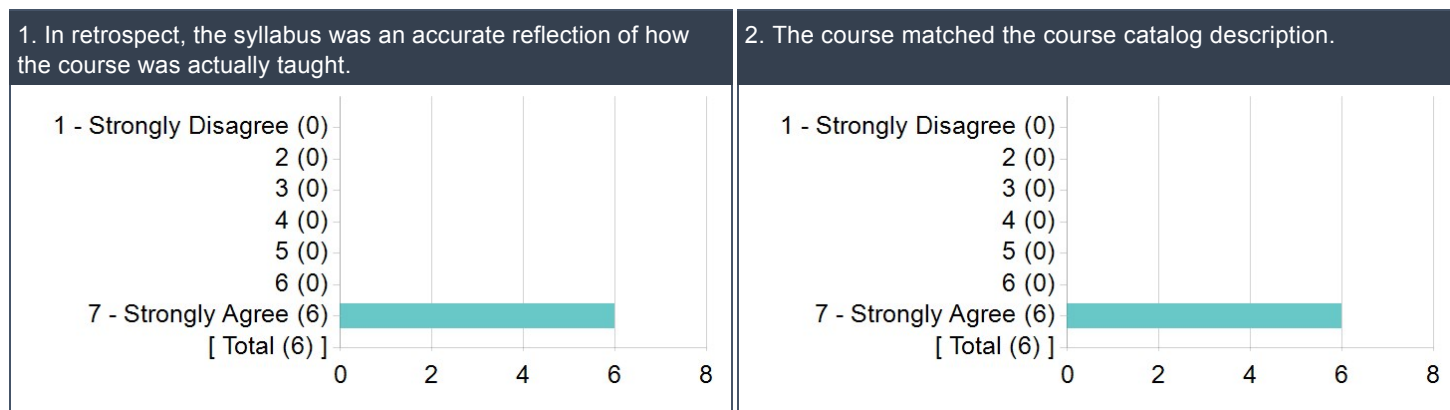 1. In retrospect, the syllabus was an accurate reflection of how
the course was actually taught.
1 - Strongly Disagree (0)
2 (0)
3 (0)
4 (0)
5 (0)
6 (0)
7 - Strongly Agree (6)
[ Total (6) ]
0 2 4 6 8
2. The course matched the course catalog description.
1 - Strongly Disagree (0)
2 (0)
3 (0)
4 (0)
5 (0)
6 (0)
7 - Strongly Agree (6)
[ Total (6) ]
0 2 4 6 8